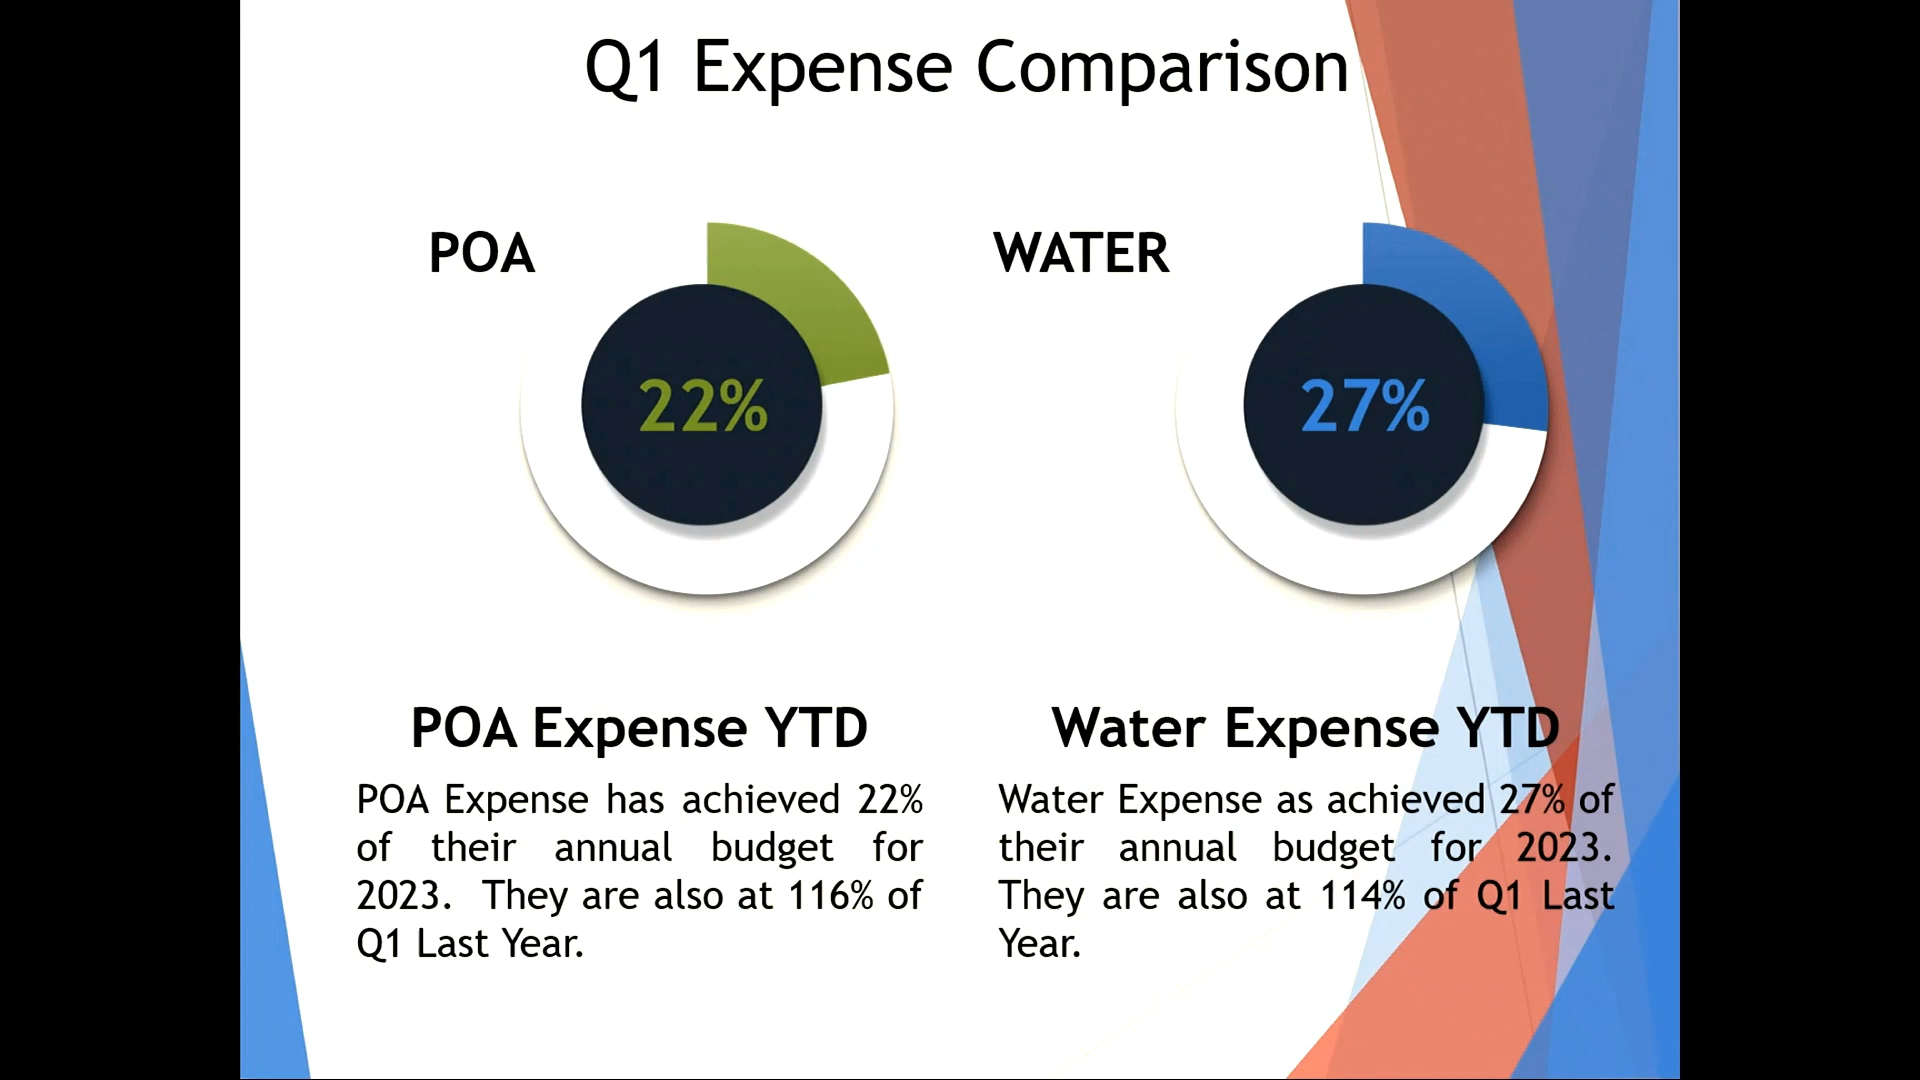 Q1 Expense Comparison
POA
22%
WATER
27%
POA Expense YTD
POA Expense has achieved 22%
of their annual budget for
2023. They are also at 116% of
Q1 Last Year.
Water Expense YTD
Water Expense as achieved 27% of
their annual budget for 2023.
They are also at 114% of Q1 Last
Year.